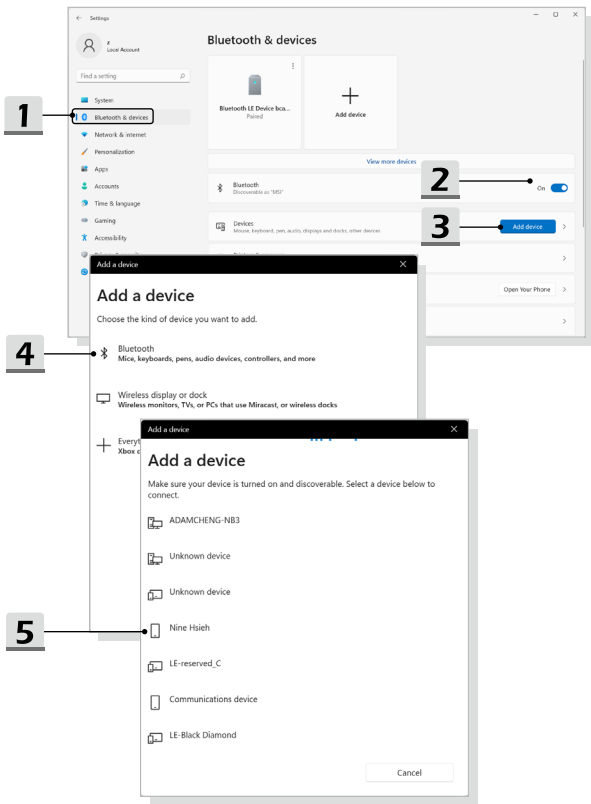 Settings
z
Local Account
Find a setting
System
Bluetooth & devices
Network & internet
Personalization
Apps
Accounts
Time & language
Gaming
Accessibility
Bluetooth & devices
Bluetooth LE Device bca...
Paired
Add device
View more devices
Bluetooth
Discoverable as "MSI"
On
Devices
Mouse, keyboard, pen, audio, displays and docks, other devices
Add device
Open Your Phone
1
2
3
4
5
Add a device
Add a device
Choose the kind of device you want to add.
Bluetooth
Mice, keyboards, pens, audio devices, controllers, and more
Wireless display or dock
Wireless monitors, TVs, or PCs that use Miracast, or wireless docks
Everyt
Xbox c
Add a device
Add a device
Make sure your device is turned on and discoverable. Select a device below to
connect.
ADAMCHENG-NB3
Unknown device
Unknown device
Nine Hsieh
LE-reserved_C
Communications device
LE-Black Diamond
Cancel